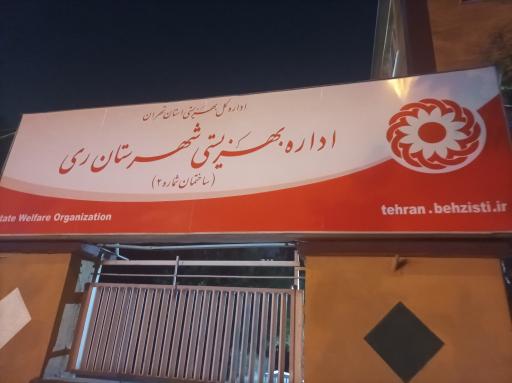 اداره کل بهزیستی استان تهران
اداره بهزیستی شهرستان ری
(ساختمان شماره ۲)
tate Welfare Organization
tehran.behzisti.ir